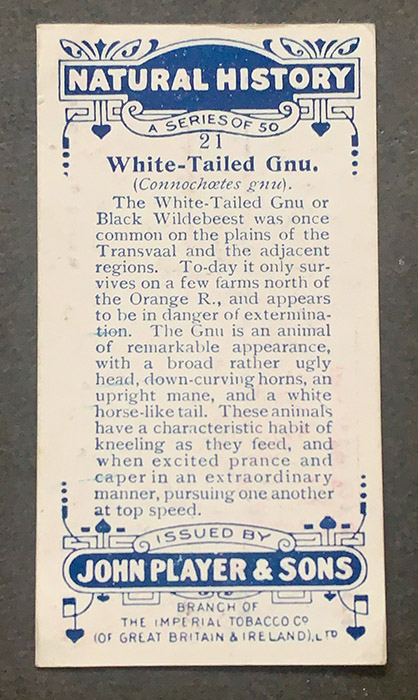 NATURAL HISTORY
A SERIES OF 50
21
White-Tailed Gnu.
(Connochœtes gnu).
The White-Tailed Gnu or
Black Wildebeest was once
common on the plains of the
Transvaal and the adjacent
regions. To-day it only sur-
vives on a few farms north of
the Orange R., and appears
to be in danger of extermina-
tion. The Gnu is an animal
of remarkable appearance,
with a broad rather ugly
head, down-curving horns, an
upright mane, and a white
horse-like tail. These animals
have a characteristic habit of
kneeling as they feed, and
when excited prance and
caper in an extraordinary
manner, pursuing one another
at top speed.
ISSUED BY
JOHN PLAYER & SONS
BRANCH OF
THE IMPERIAL TOBACCO Co
(OF GREAT BRITAIN & IRELAND), LTD